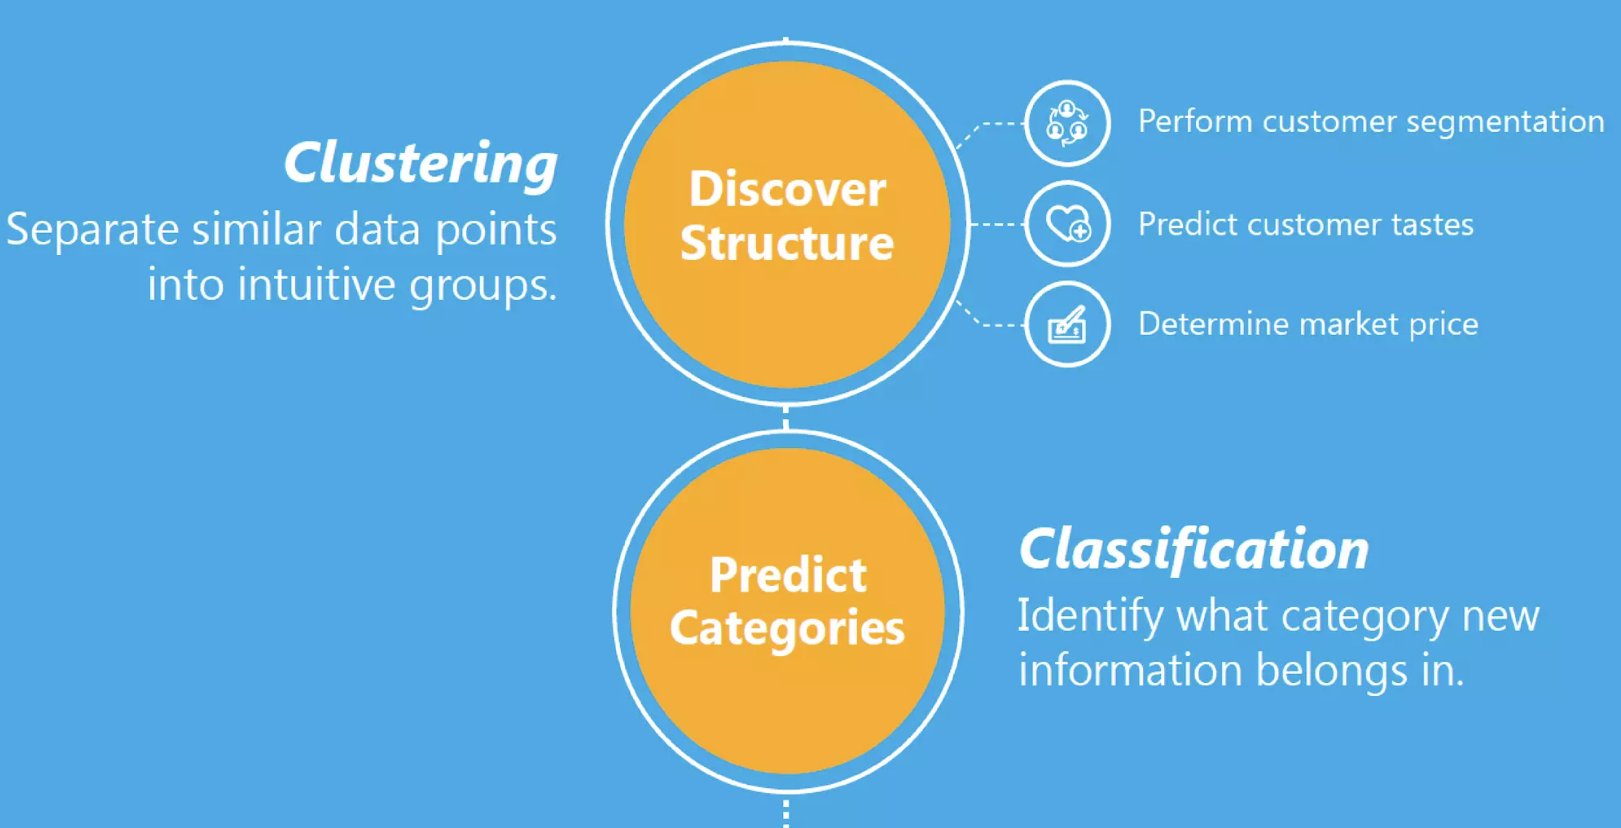 Clustering
Separate similar data points
into intuitive groups.
Discover
Structure
Perform customer segmentation
Predict customer tastes
Determine market price
Predict
Categories
Classification
Identify what category new
information belongs in.